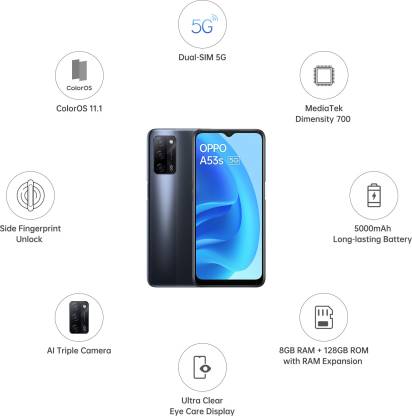 5G
Dual-SIM 5G
ColorOS
ColorOS 11.1
MediaTek
Dimensity 700
OPPO
A53s 5G
Side Fingerprint
Unlock
5000mAh
Long-lasting Battery
AI Triple Camera
8GB RAM + 128GB ROM
with RAM Expansion
Ultra Clear
Eye Care Display